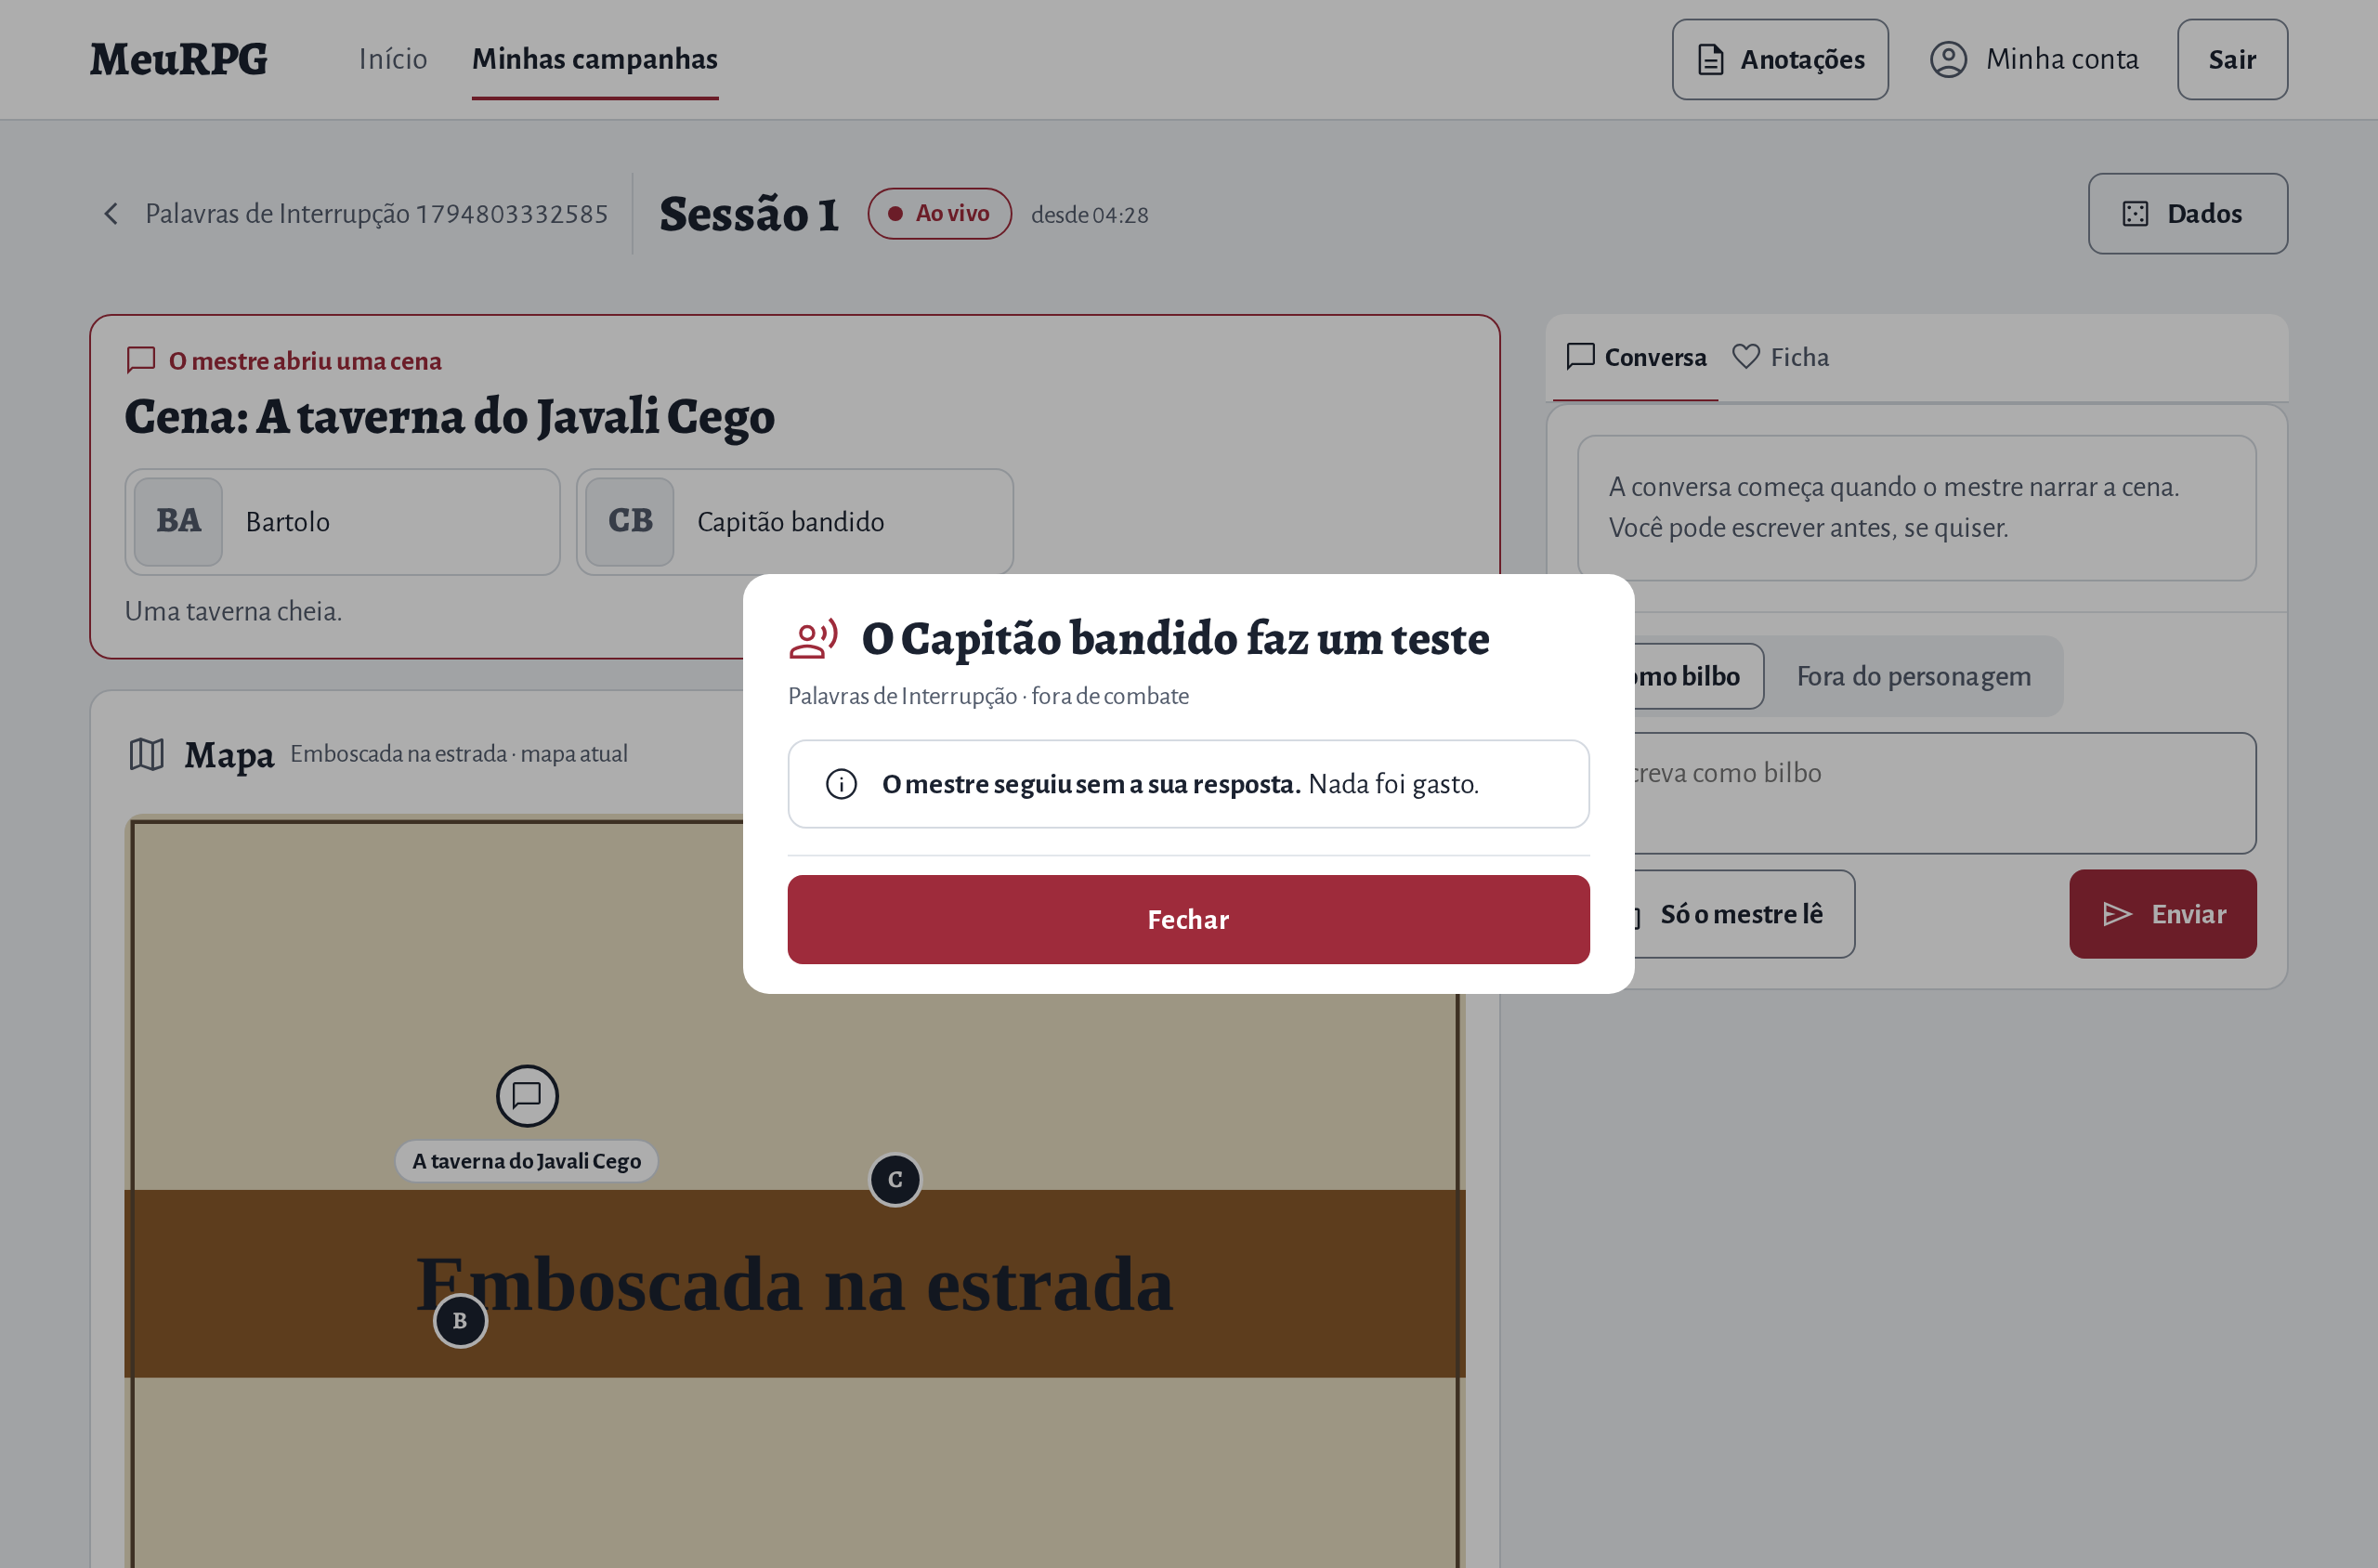 MeuRPG
Início
Minhas campanhas
Anotações
Minha conta
Sair
Palavras de Interrupção 1794803332585
Sessão 1
Ao vivo
desde 04:28
Dados
O mestre abriu uma cena
Cena: A taverna do Javali Cego
BA
Bartolo
CB
Capitão bandido
Uma taverna cheia.
Conversa
Ficha
A conversa começa quando o mestre narrar a cena.
Você pode escrever antes, se quiser.
O Capitão bandido faz um teste
Palavras de Interrupção · fora de combate
O mestre seguiu sem a sua resposta. Nada foi gasto.
Fechar
bilbo
Fora do personagem
como bilbo
Só o mestre lê
Enviar
Mapa
Emboscada na estrada · mapa atual
A taverna do Javali Cego
C
Emboscada na estrada
B